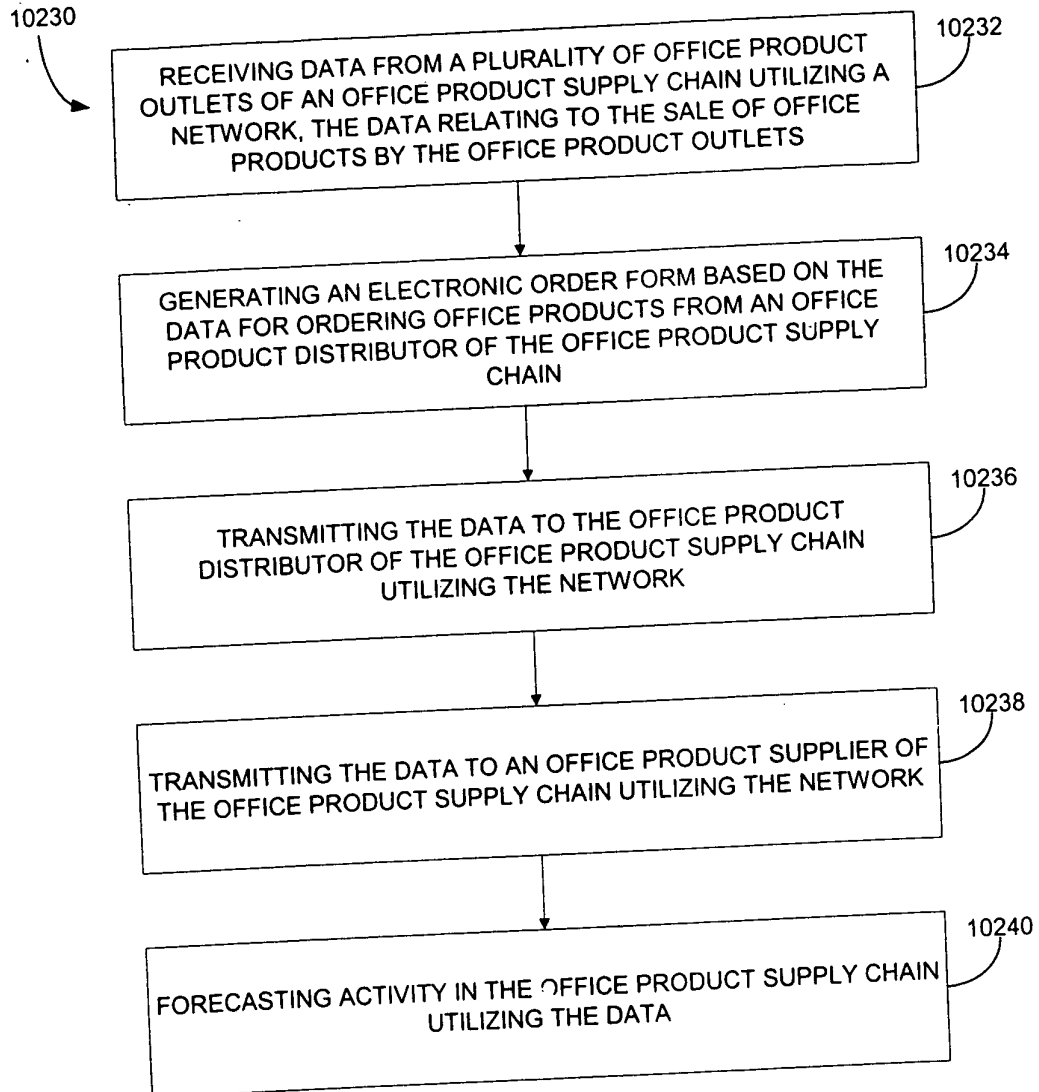 10230
10232
RECEIVING DATA FROM A PLURALITY OF OFFICE PRODUCT
OUTLETS OF AN OFFICE PRODUCT SUPPLY CHAIN UTILIZING A
NETWORK, THE DATA RELATING TO THE SALE OF OFFICE
PRODUCTS BY THE OFFICE PRODUCT OUTLETS
10234
GENERATING AN ELECTRONIC ORDER FORM BASED ON THE
DATA FOR ORDERING OFFICE PRODUCTS FROM AN OFFICE
PRODUCT DISTRIBUTOR OF THE OFFICE PRODUCT SUPPLY
CHAIN
10236
TRANSMITTING THE DATA TO THE OFFICE PRODUCT
DISTRIBUTOR OF THE OFFICE PRODUCT SUPPLY CHAIN
UTILIZING THE NETWORK
10238
TRANSMITTING THE DATA TO AN OFFICE PRODUCT SUPPLIER OF
THE OFFICE PRODUCT SUPPLY CHAIN UTILIZING THE NETWORK
10240
FORECASTING ACTIVITY IN THE OFFICE PRODUCT SUPPLY CHAIN
UTILIZING THE DATA